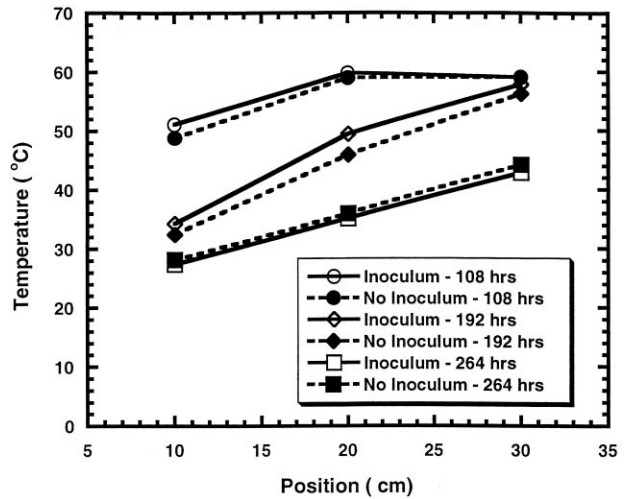 70
60
50
40
30
20
10
0
Temperature ( °C)
Inoculum - 108 hrs
No Inoculum - 108 hrs
Inoculum - 192 hrs
No Inoculum - 192 hrs
Inoculum - 264 hrs
No Inoculum - 264 hrs
5 10 15 20 25 30 35
Position ( cm)